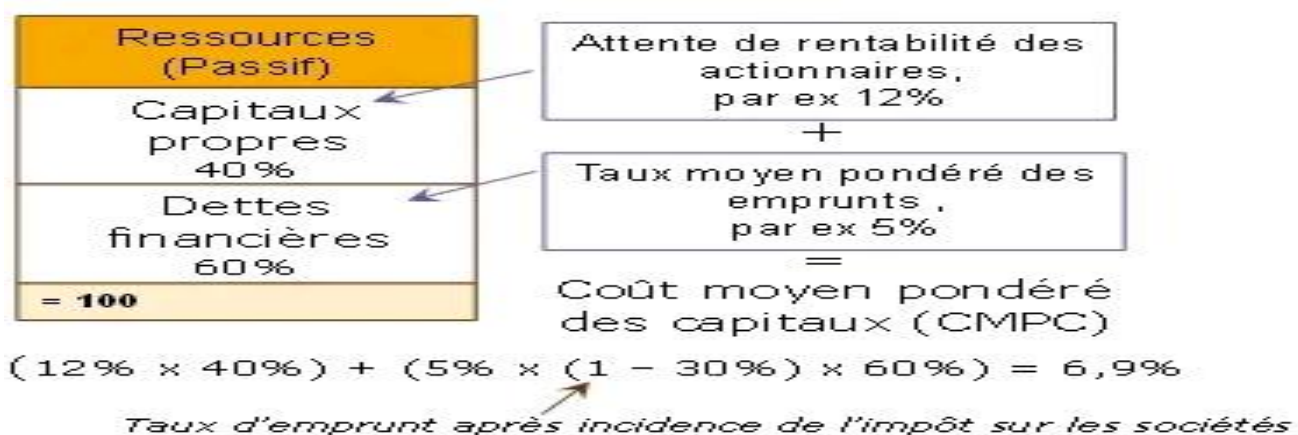 Ressources
(Passif)
Capitaux
propres
40%
Dettes
financières
60%
= 100
Attente de rentabilité des
actionnaires,
par ex 12%
+
Taux moyen pondéré des
emprunts ,
par ex 5%
=
Coût moyen pondéré
des capitaux (CMPC)
(12% x 40%) + (5% x (1 - 30%) x 60%) = 6,9%
Taux d'emprunt après incidence de l'impôt sur les sociétés